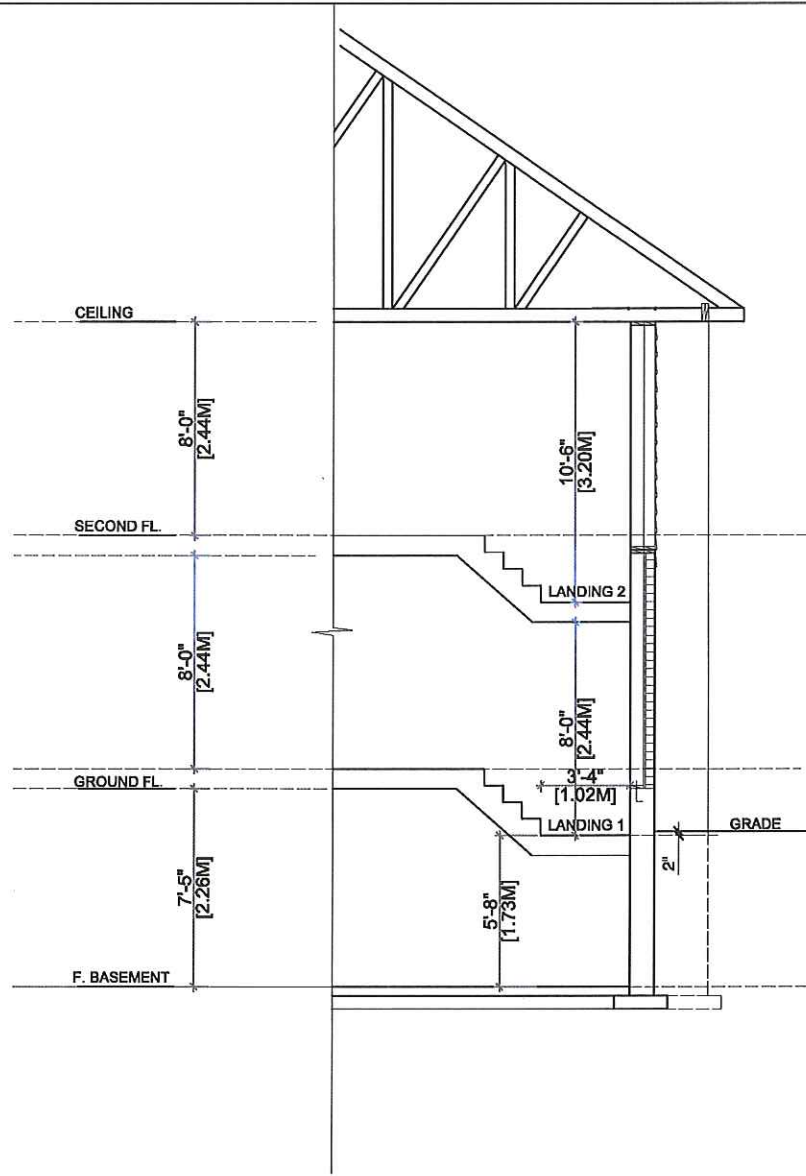 CEILING
8'-0"
[2.44M]
10'-6"
[3.20M]
SECOND FL.
LANDING 2
8'-0"
[2.44M]
8'-0"
[2.44M]
GROUND FL.
3'-4"
[1.02M]
LANDING 1
GRADE
2"
7'-5"
[2.26M]
5'-8"
[1.73M]
F. BASEMENT